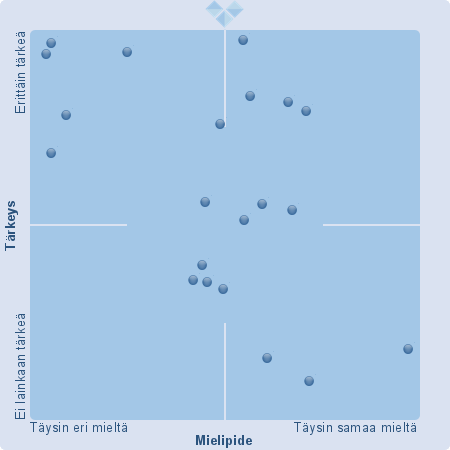 Erittäin tärkeä
Tärkeys
Ei lainkaan tärkeä
Täysin eri mieltä
Täysin samaa mieltä
Mielipide